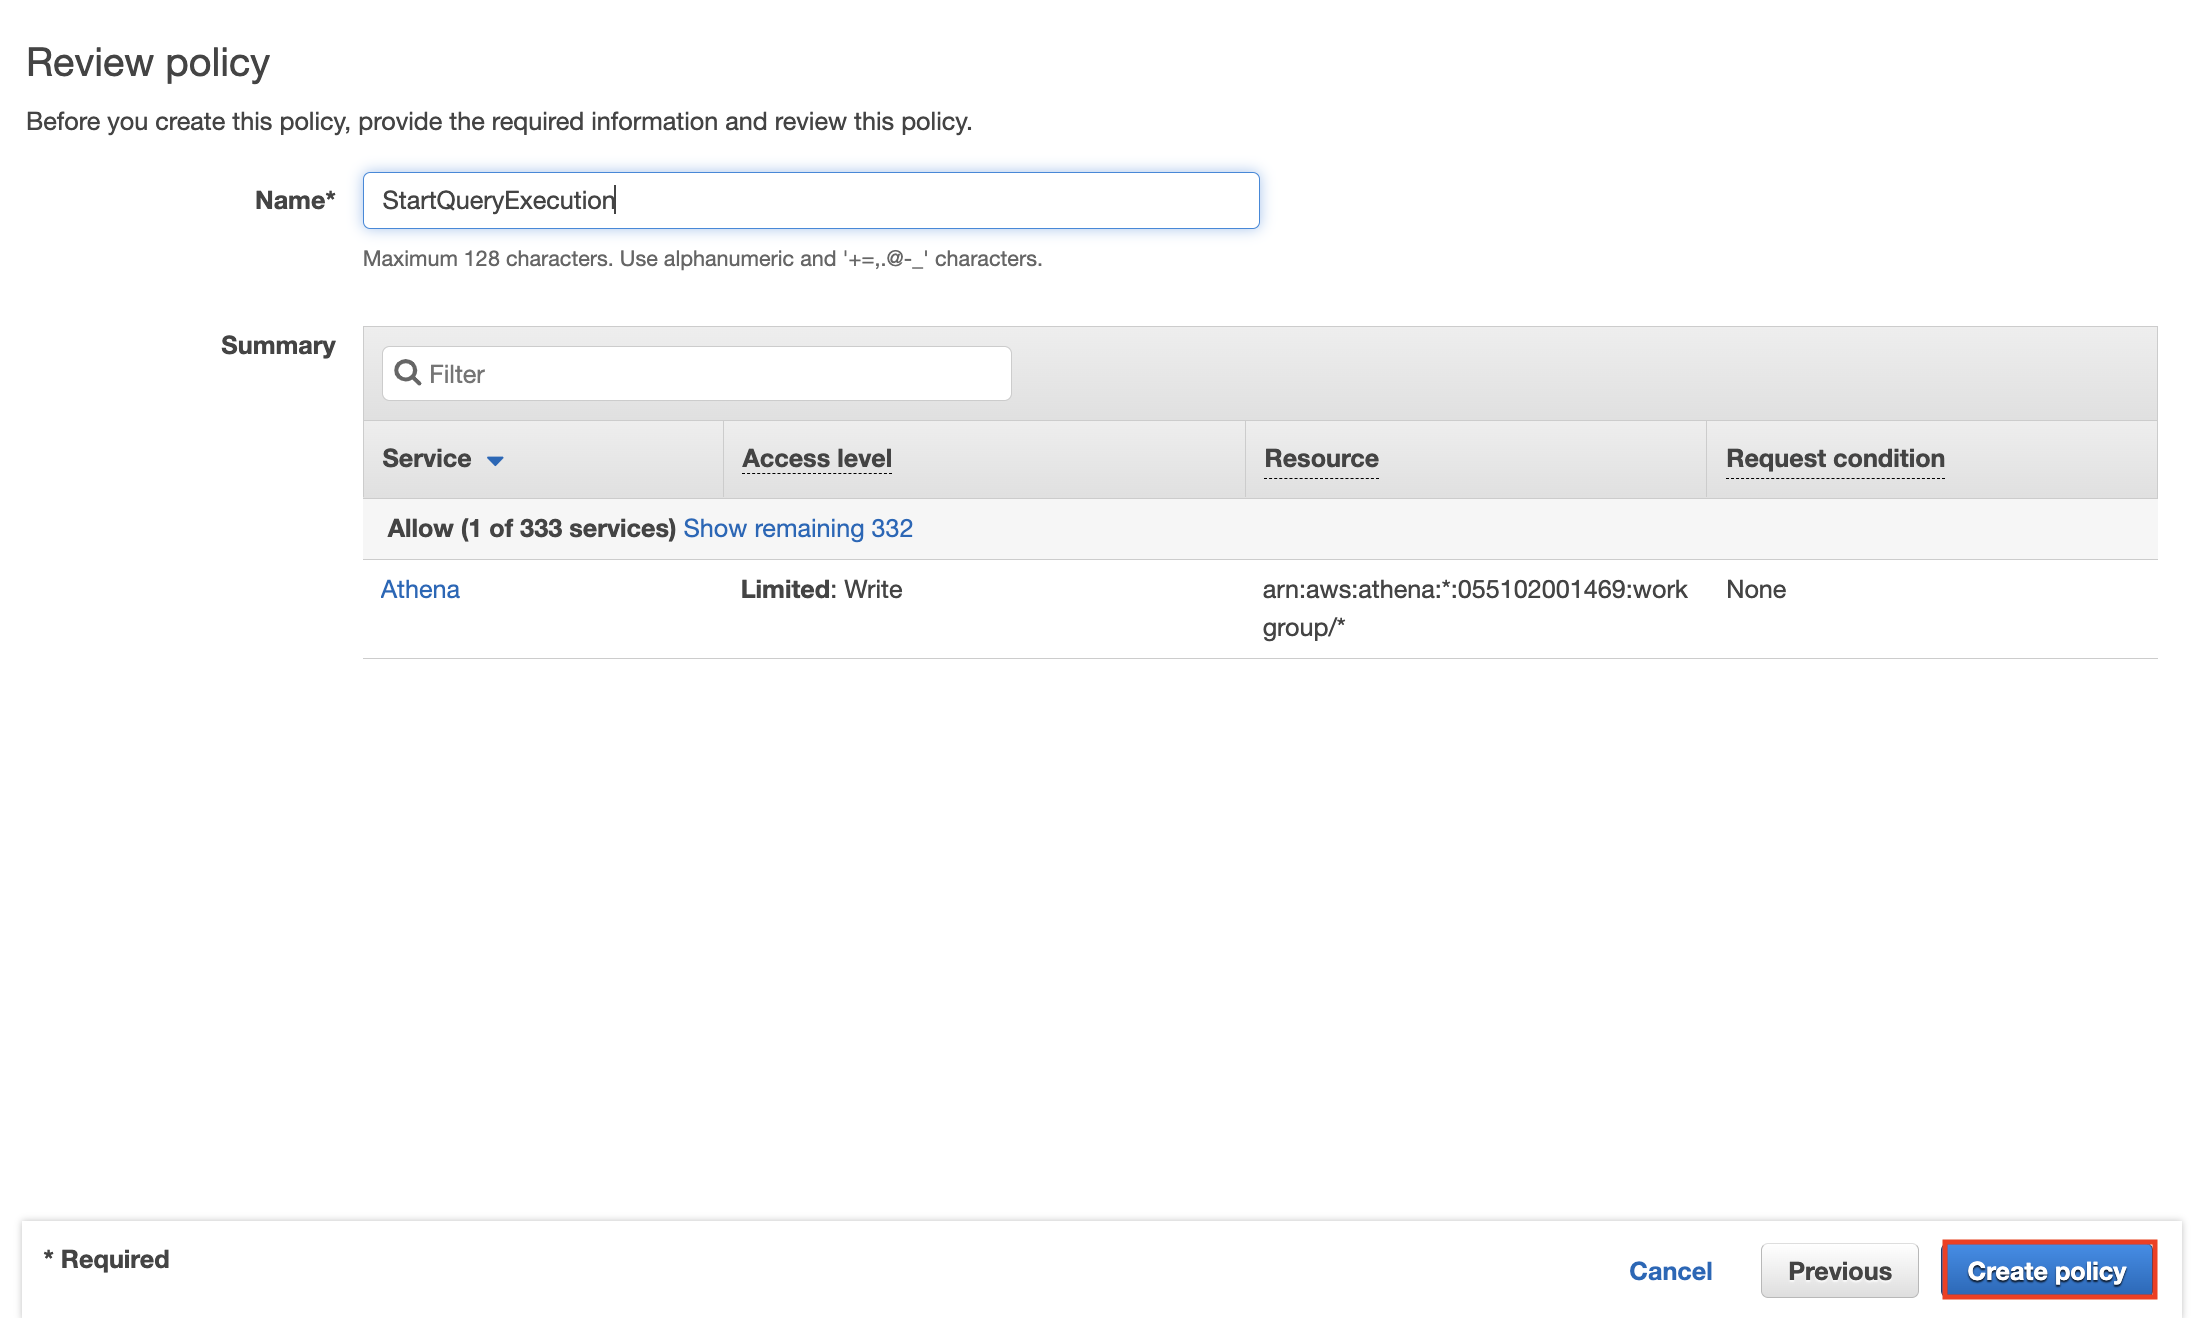 Review policy
Before you create this policy, provide the required information and review this policy.
Name* StartQueryExecution
Maximum 128 characters. Use alphanumeric and '+=,.@-_' characters.
Summary
Filter
Service Access level Resource Request condition
Allow (1 of 333 services) Show remaining 332
Athena Limited: Write arn:aws:athena:*:055102001469:work None
group/*
* Required Cancel Previous Create policy